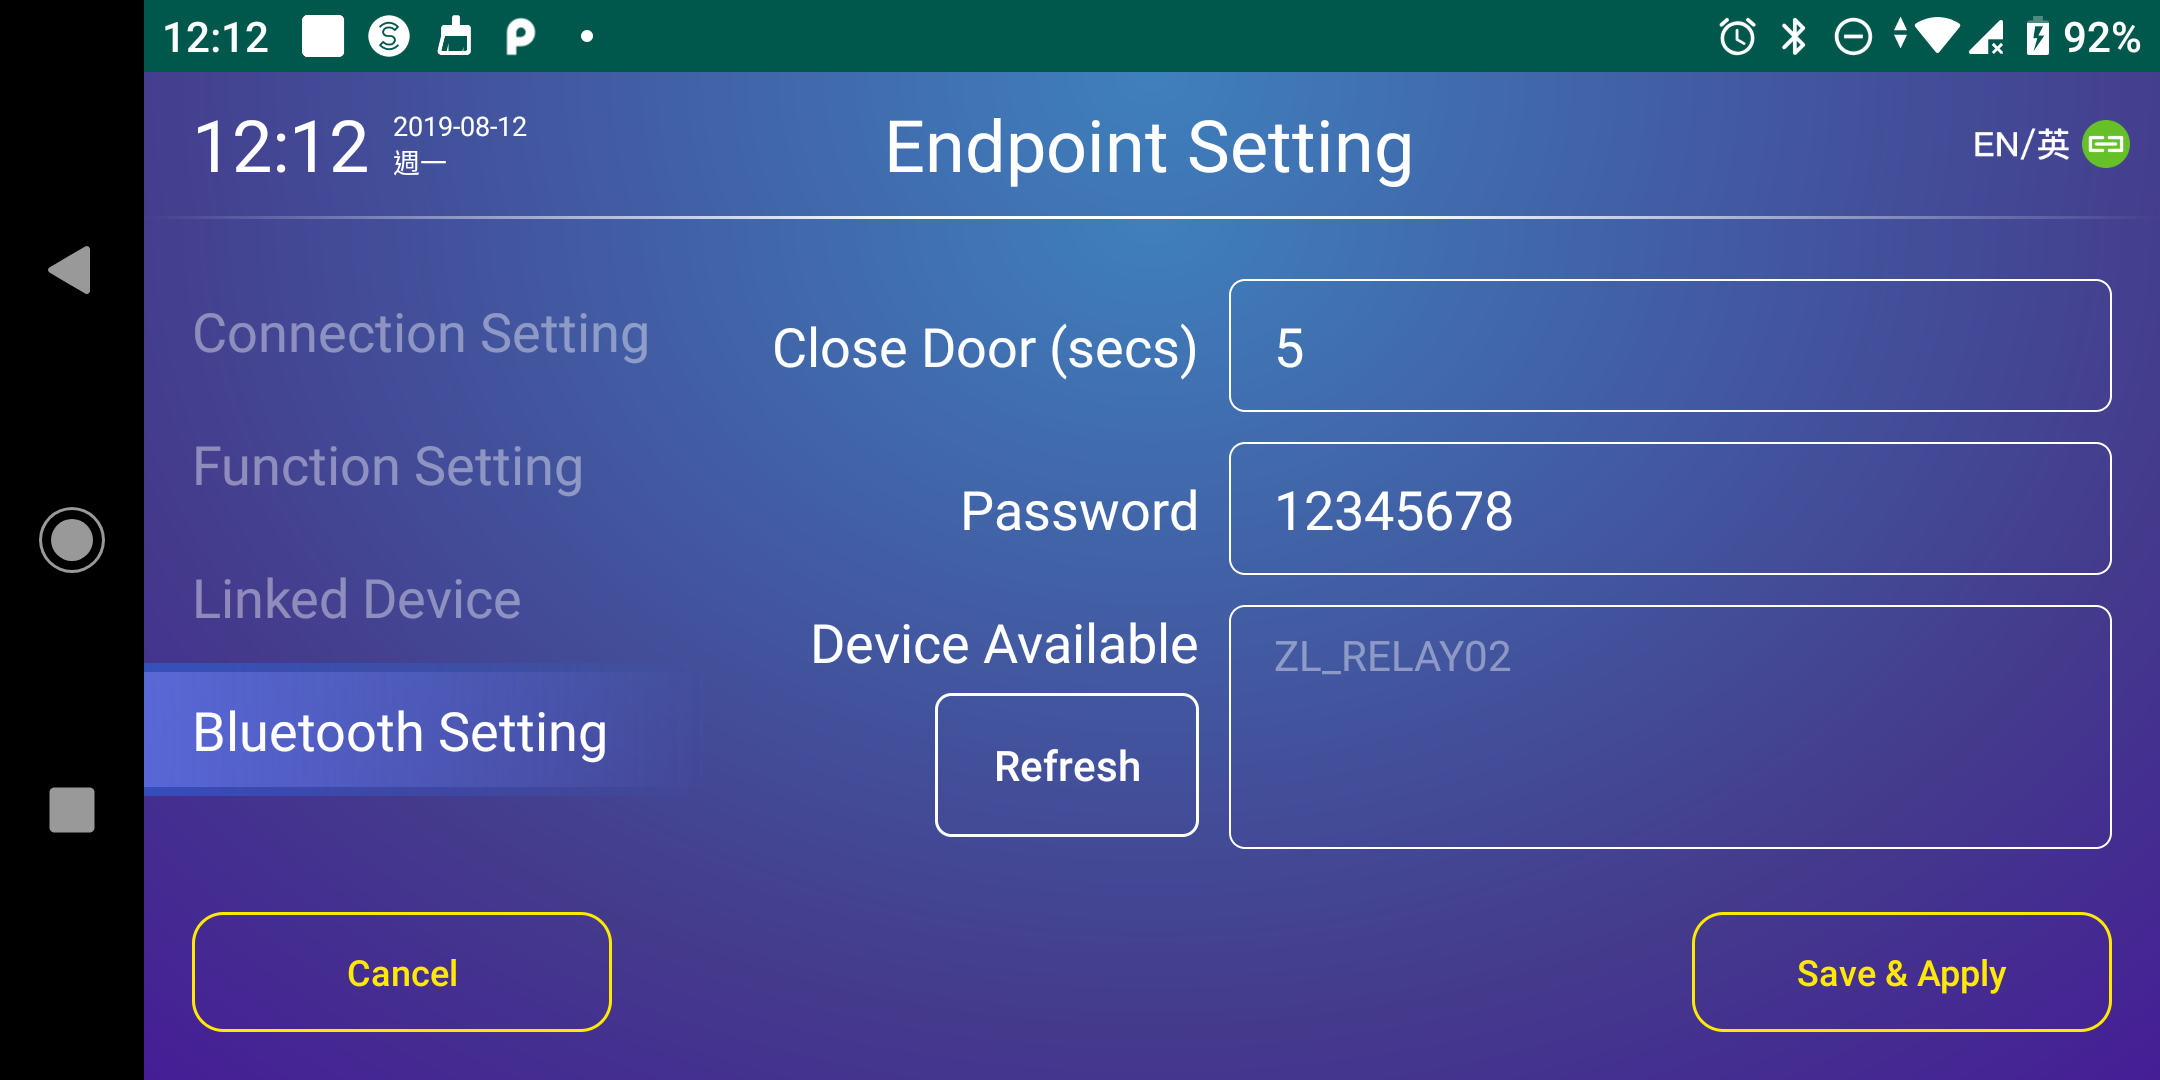 12:12
92%
12:12
2019-08-12
週一
Endpoint Setting
EN/英
Connection Setting
Function Setting
Linked Device
Bluetooth Setting
Close Door (secs)
5
Password
12345678
Device Available
ZL_RELAY02
Refresh
Cancel
Save & Apply